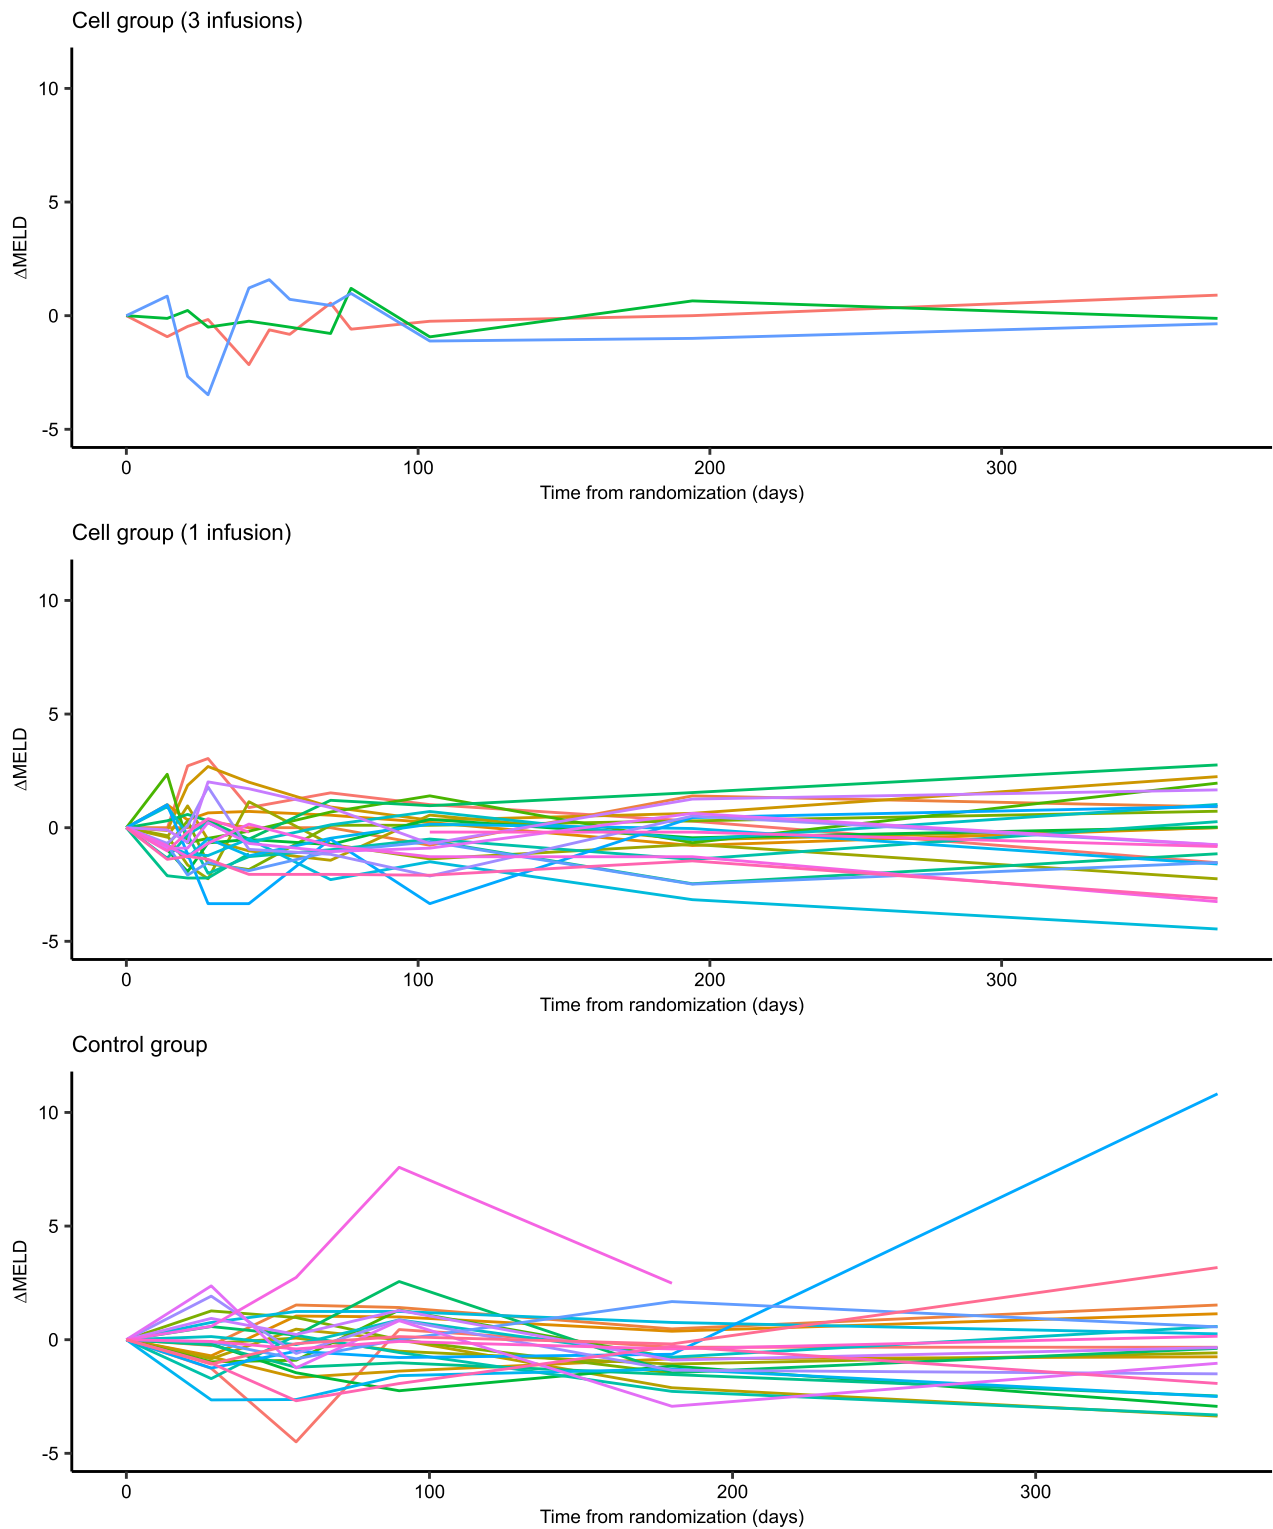 Cell group (3 infusions)
10
5
0
-5
ΔMELD
0 100 200 300
Time from randomization (days)
Cell group (1 infusion)
10
5
0
-5
ΔMELD
0 100 200 300
Time from randomization (days)
Control group
10
5
0
-5
ΔMELD
0 100 200 300
Time from randomization (days)